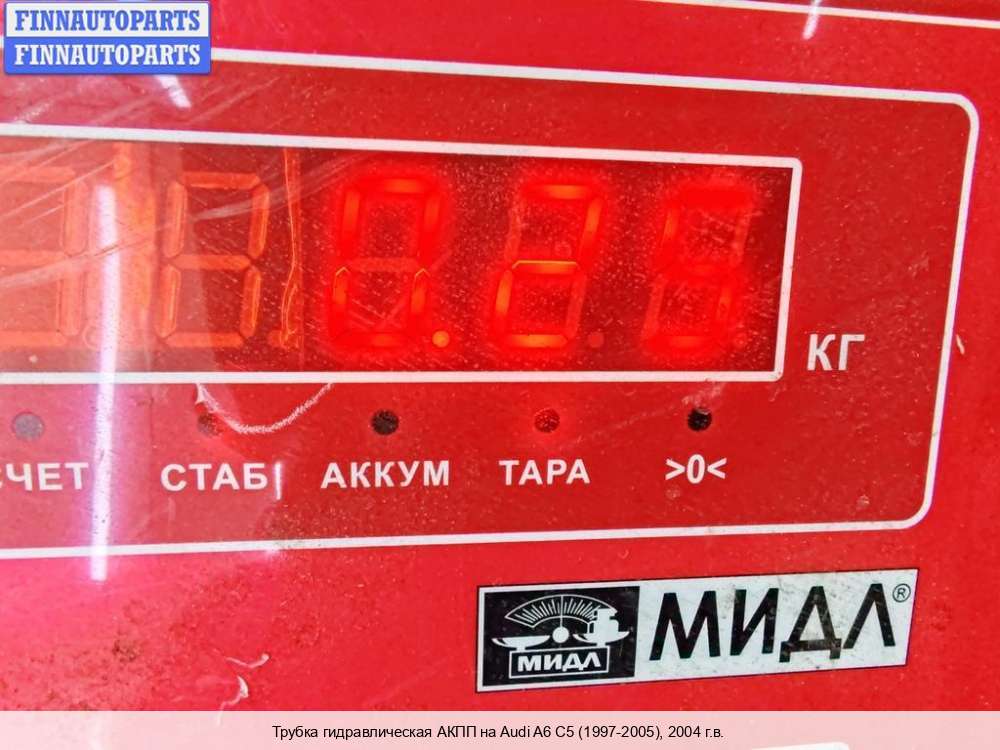 FINNAUTOPARTS
FINNAUTOPARTS
0.25
КГ
СЧЕТ СТАБ АККУМ ТАРА >0<
МИДЛ
МИДЛ®
Трубка гидравлическая АКПП на Audi A6 C5 (1997-2005), 2004 г.в.